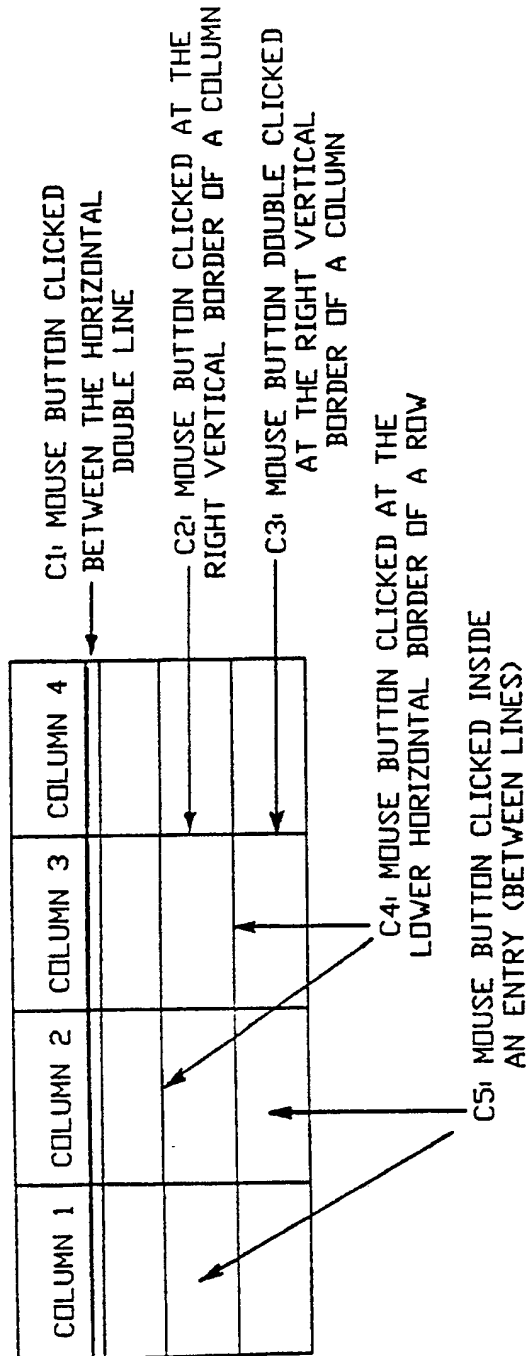 COLUMN 1 COLUMN 2 COLUMN 3 COLUMN 4
C1: MOUSE BUTTON CLICKED
BETWEEN THE HORIZONTAL
DOUBLE LINE
C2: MOUSE BUTTON CLICKED AT THE
RIGHT VERTICAL BORDER OF A COLUMN
C3: MOUSE BUTTON DOUBLE CLICKED
AT THE RIGHT VERTICAL
BORDER OF A COLUMN
C4: MOUSE BUTTON CLICKED AT THE
LOWER HORIZONTAL BORDER OF A ROW
C5: MOUSE BUTTON CLICKED INSIDE
AN ENTRY (BETWEEN LINES)